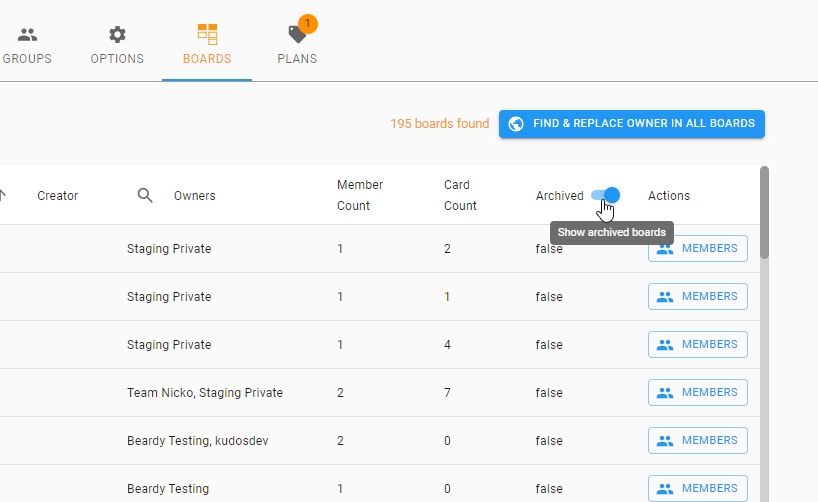 1
GROUPS OPTIONS BOARDS PLANS
195 boards found FIND & REPLACE OWNER IN ALL BOARDS
Creator Owners Member Count Card Count Archived Actions
Show archived boards
Staging Private 1 2 false MEMBERS
Staging Private 1 1 false MEMBERS
Staging Private 1 4 false MEMBERS
Team Nicko, Staging Private 2 7 false MEMBERS
Beardy Testing, kudosdev 2 0 false MEMBERS
Beardy Testing 1 0 false MEMBERS